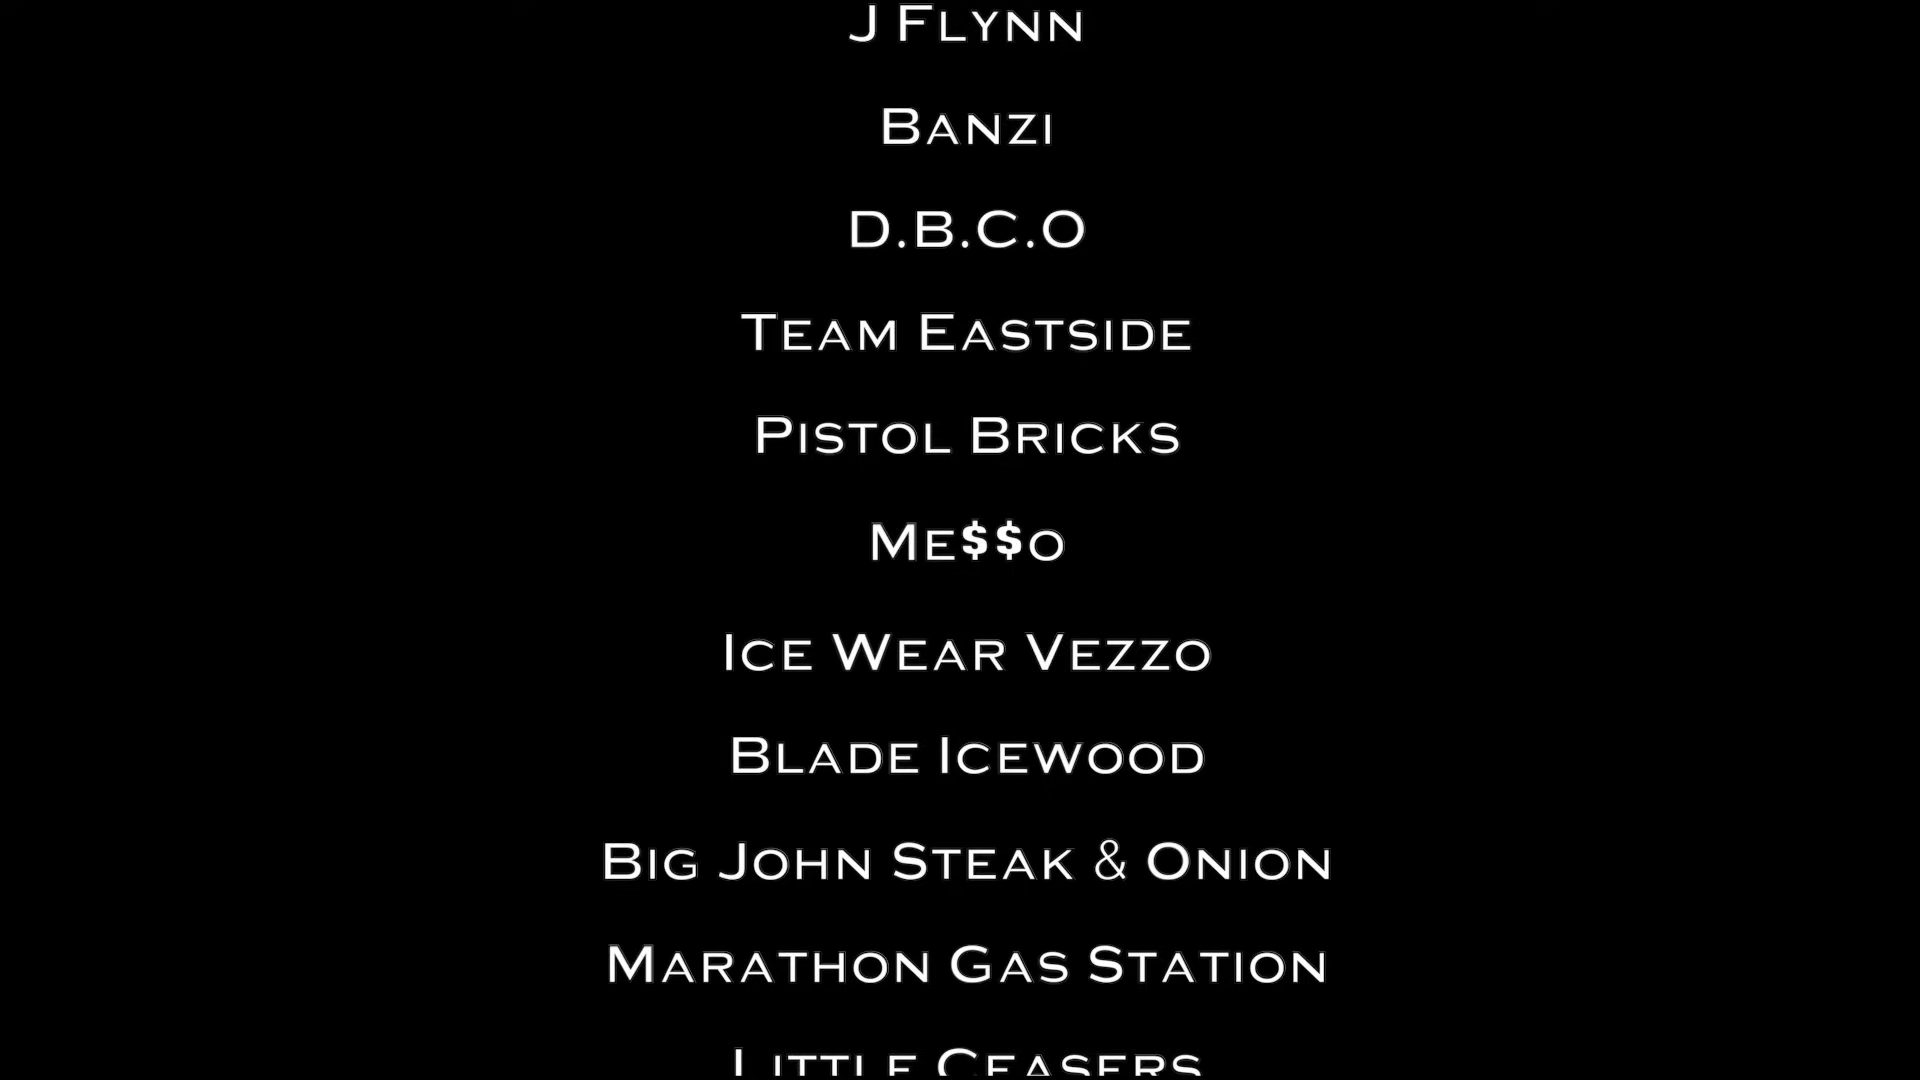 J Flynn
Banzi
D.B.C.O
Team Eastside
Pistol Bricks
Me$$o
Ice Wear Vezzo
Blade Icewood
Big John Steak & Onion
Marathon Gas Station
Little Ceasers